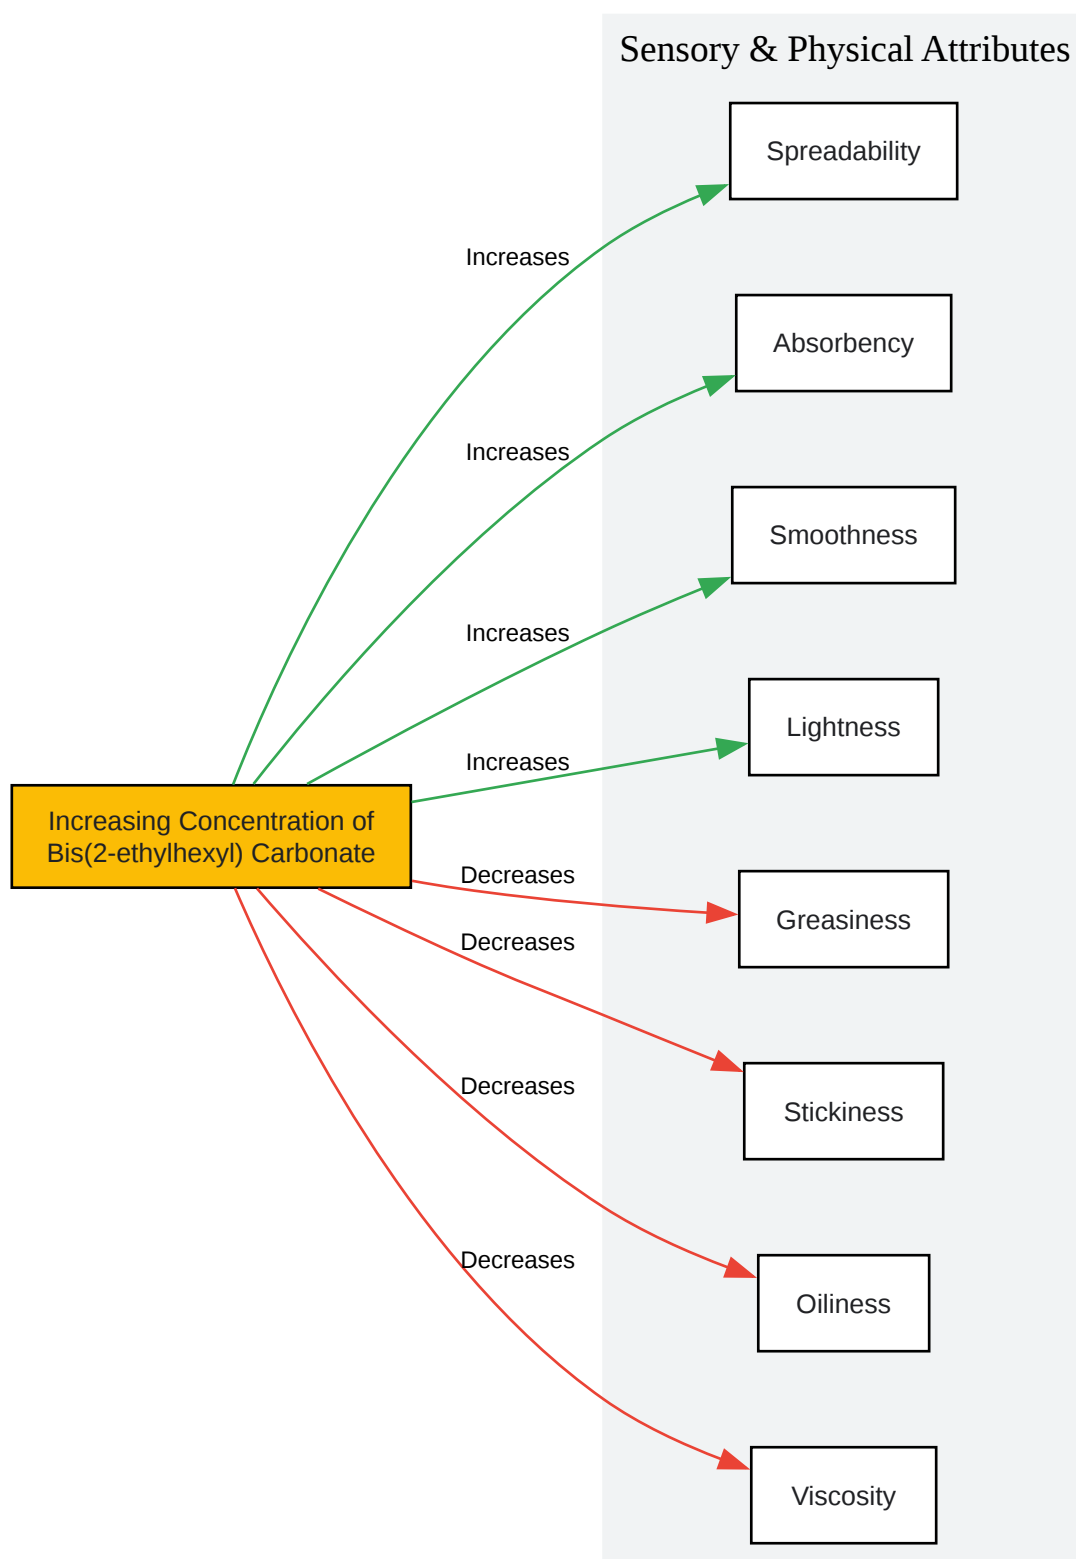 Sensory & Physical Attributes
Spreadability
Increases
Absorbency
Increases
Smoothness
Increases
Lightness
Increases
Increasing Concentration of
Bis(2-ethylhexyl) Carbonate
Decreases
Greasiness
Decreases
Stickiness
Decreases
Oiliness
Decreases
Viscosity